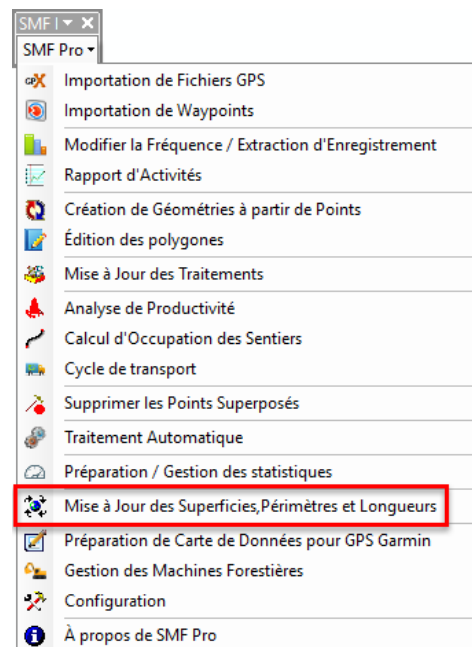 SMF I
SMF Pro
Importation de Fichiers GPS
Importation de Waypoints
Modifier la Fréquence / Extraction d'Enregistrement
Rapport d'Activités
Création de Géométries à partir de Points
Édition des polygones
Mise à Jour des Traitements
Analyse de Productivité
Calcul d'Occupation des Sentiers
Cycle de transport
Supprimer les Points Superposés
Traitement Automatique
Préparation / Gestion des statistiques
Mise à Jour des Superficies,Périmètres et Longueurs
Préparation de Carte de Données pour GPS Garmin
Gestion des Machines Forestières
Configuration
À propos de SMF Pro